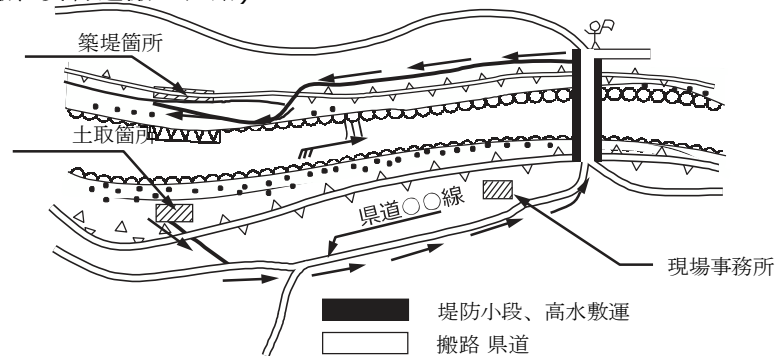 築堤箇所
土取箇所
県道○○線
現場事務所
堤防小段、高水敷運
搬路 県道